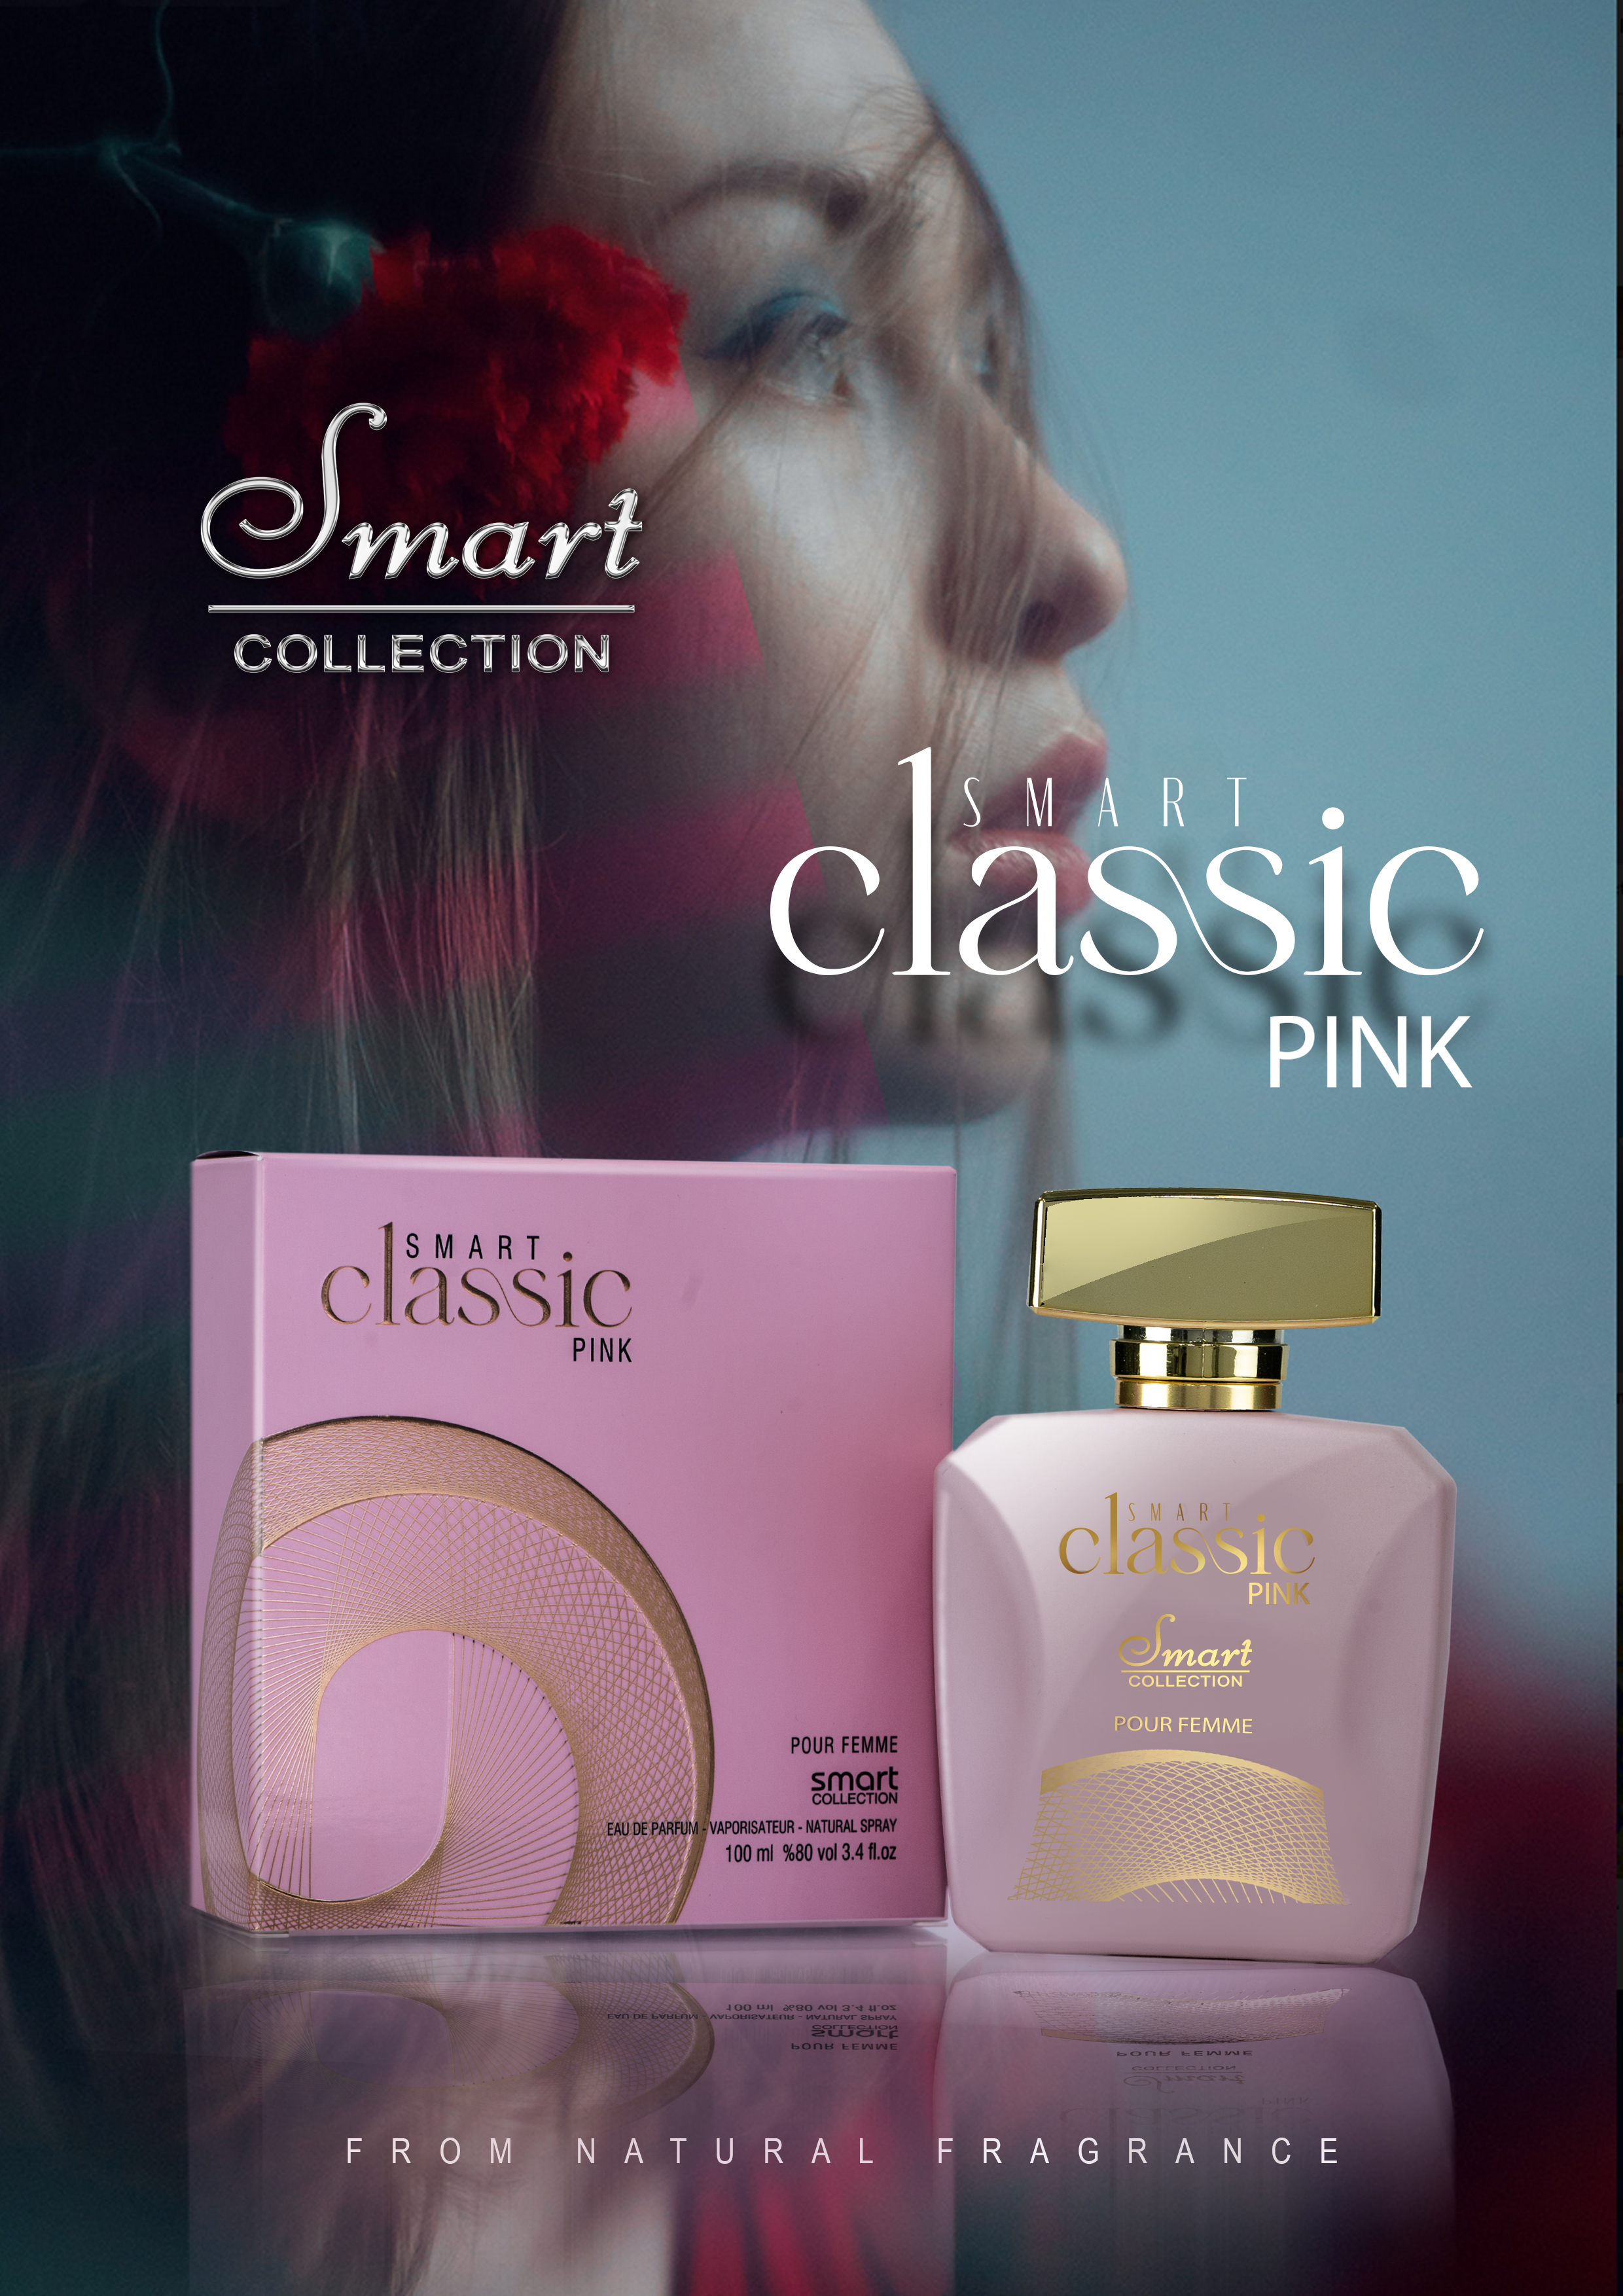 Smart
COLLECTION
SMART
classic
PINK
SMART
classic
PINK
POUR FEMME
smart
COLLECTION
EAU DE PARFUM - VAPORISATEUR - NATURAL SPRAY
100 ml %80 vol 3.4 fl.oz
SMART
classic
PINK
Smart
COLLECTION
POUR FEMME
FROM NATURAL FRAGRANCE